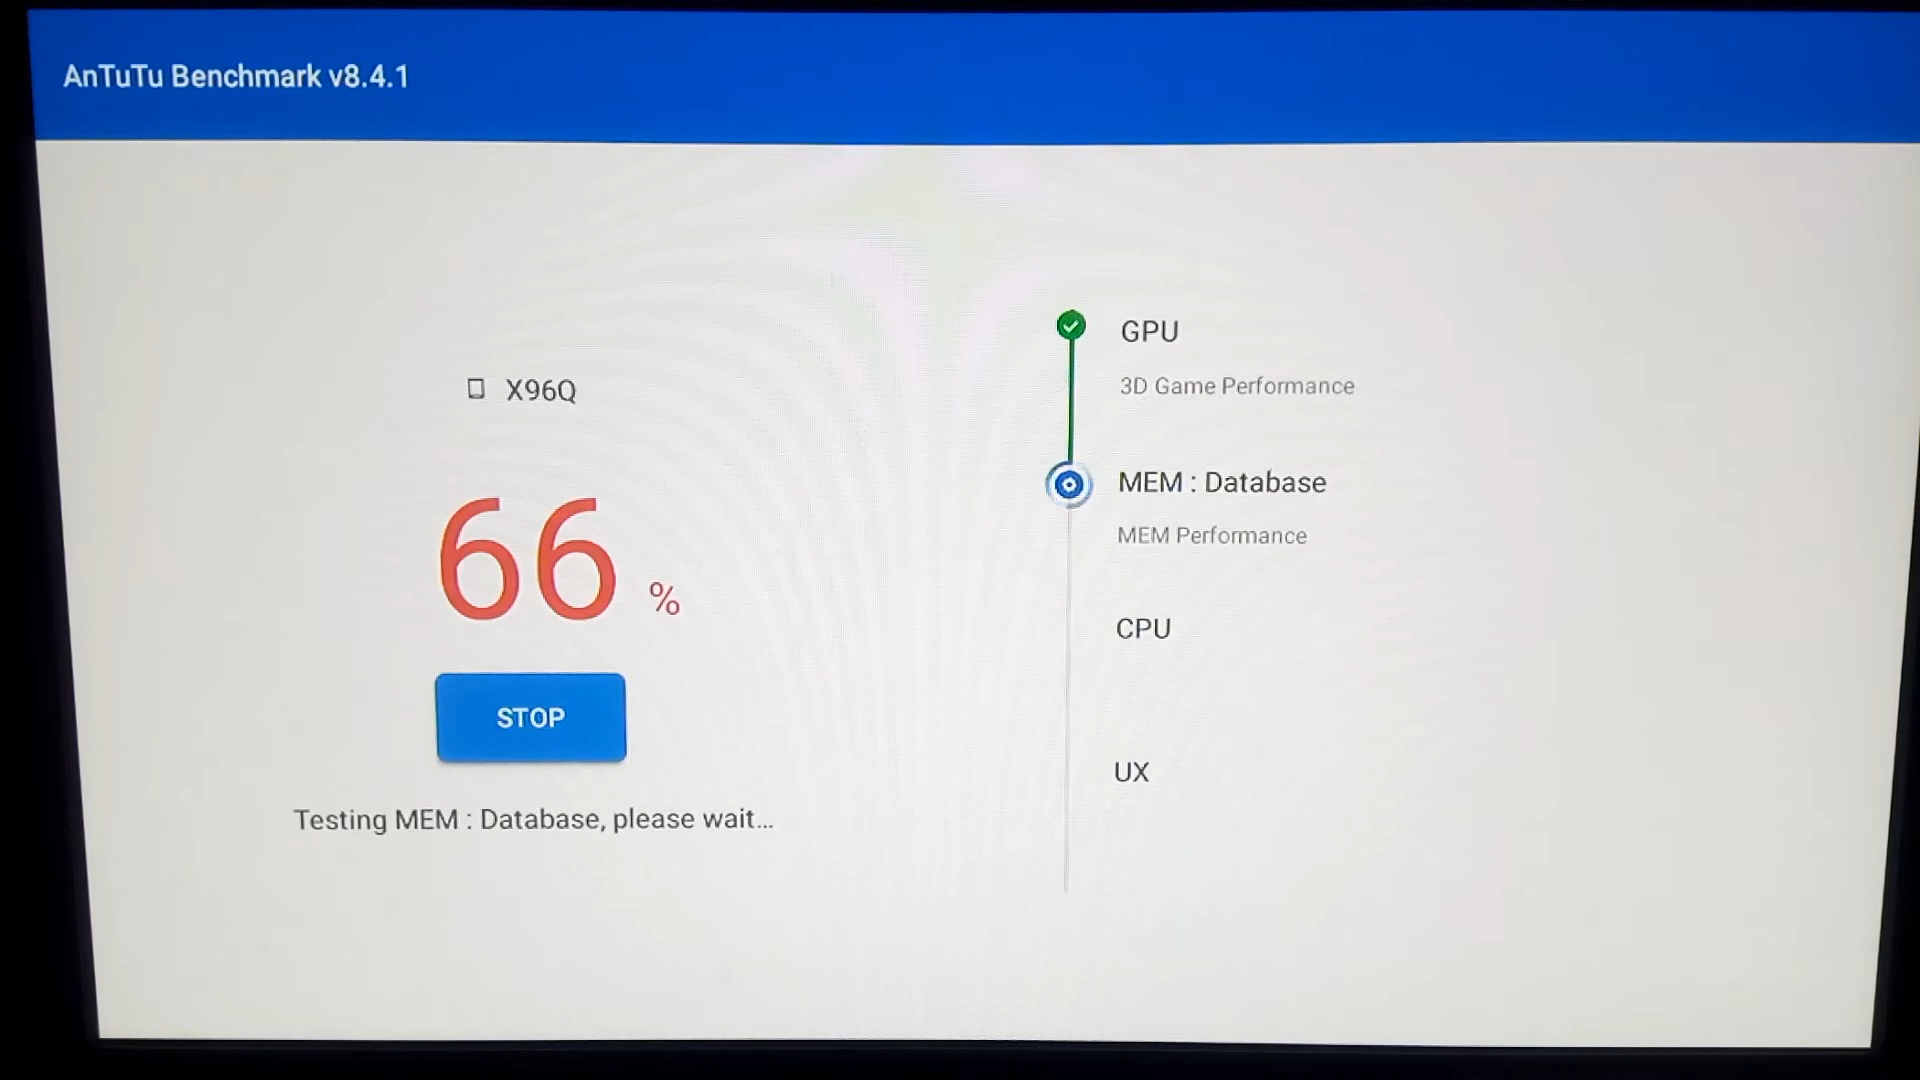 AnTuTu Benchmark v8.4.1
X96Q
66 %
STOP
Testing MEM : Database, please wait...
GPU
3D Game Performance
MEM : Database
MEM Performance
CPU
UX